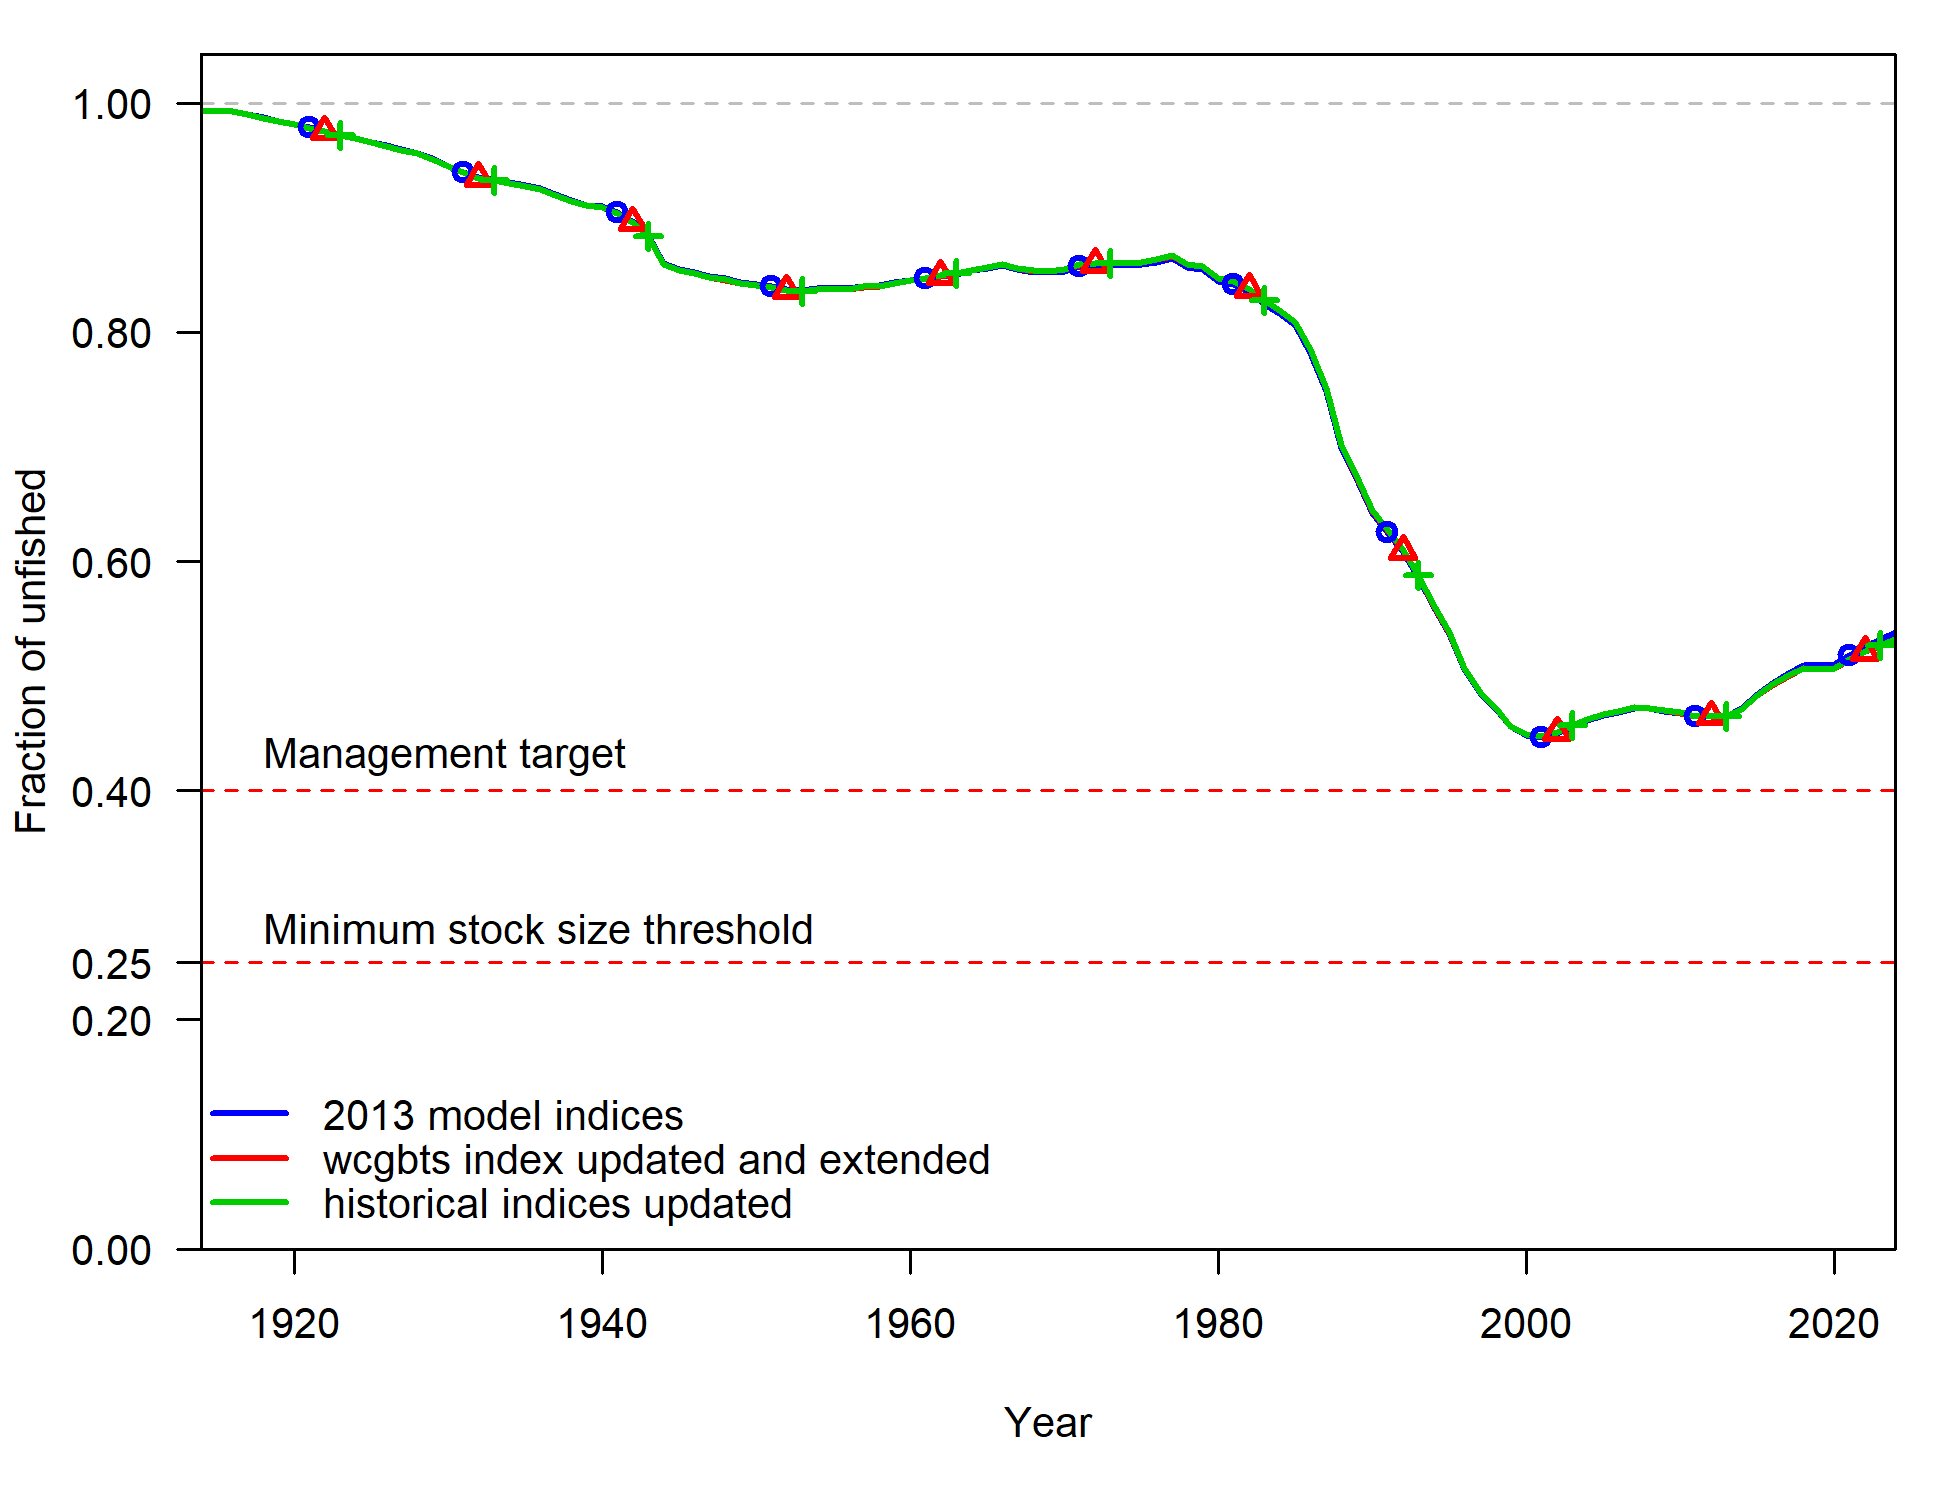 Fraction of unfished
1.00
0.80
0.60
0.40
0.25
0.20
0.00
Management target
Minimum stock size threshold
2013 model indices
wcgbts index updated and extended
historical indices updated
1920 1940 1960 1980 2000 2020
Year